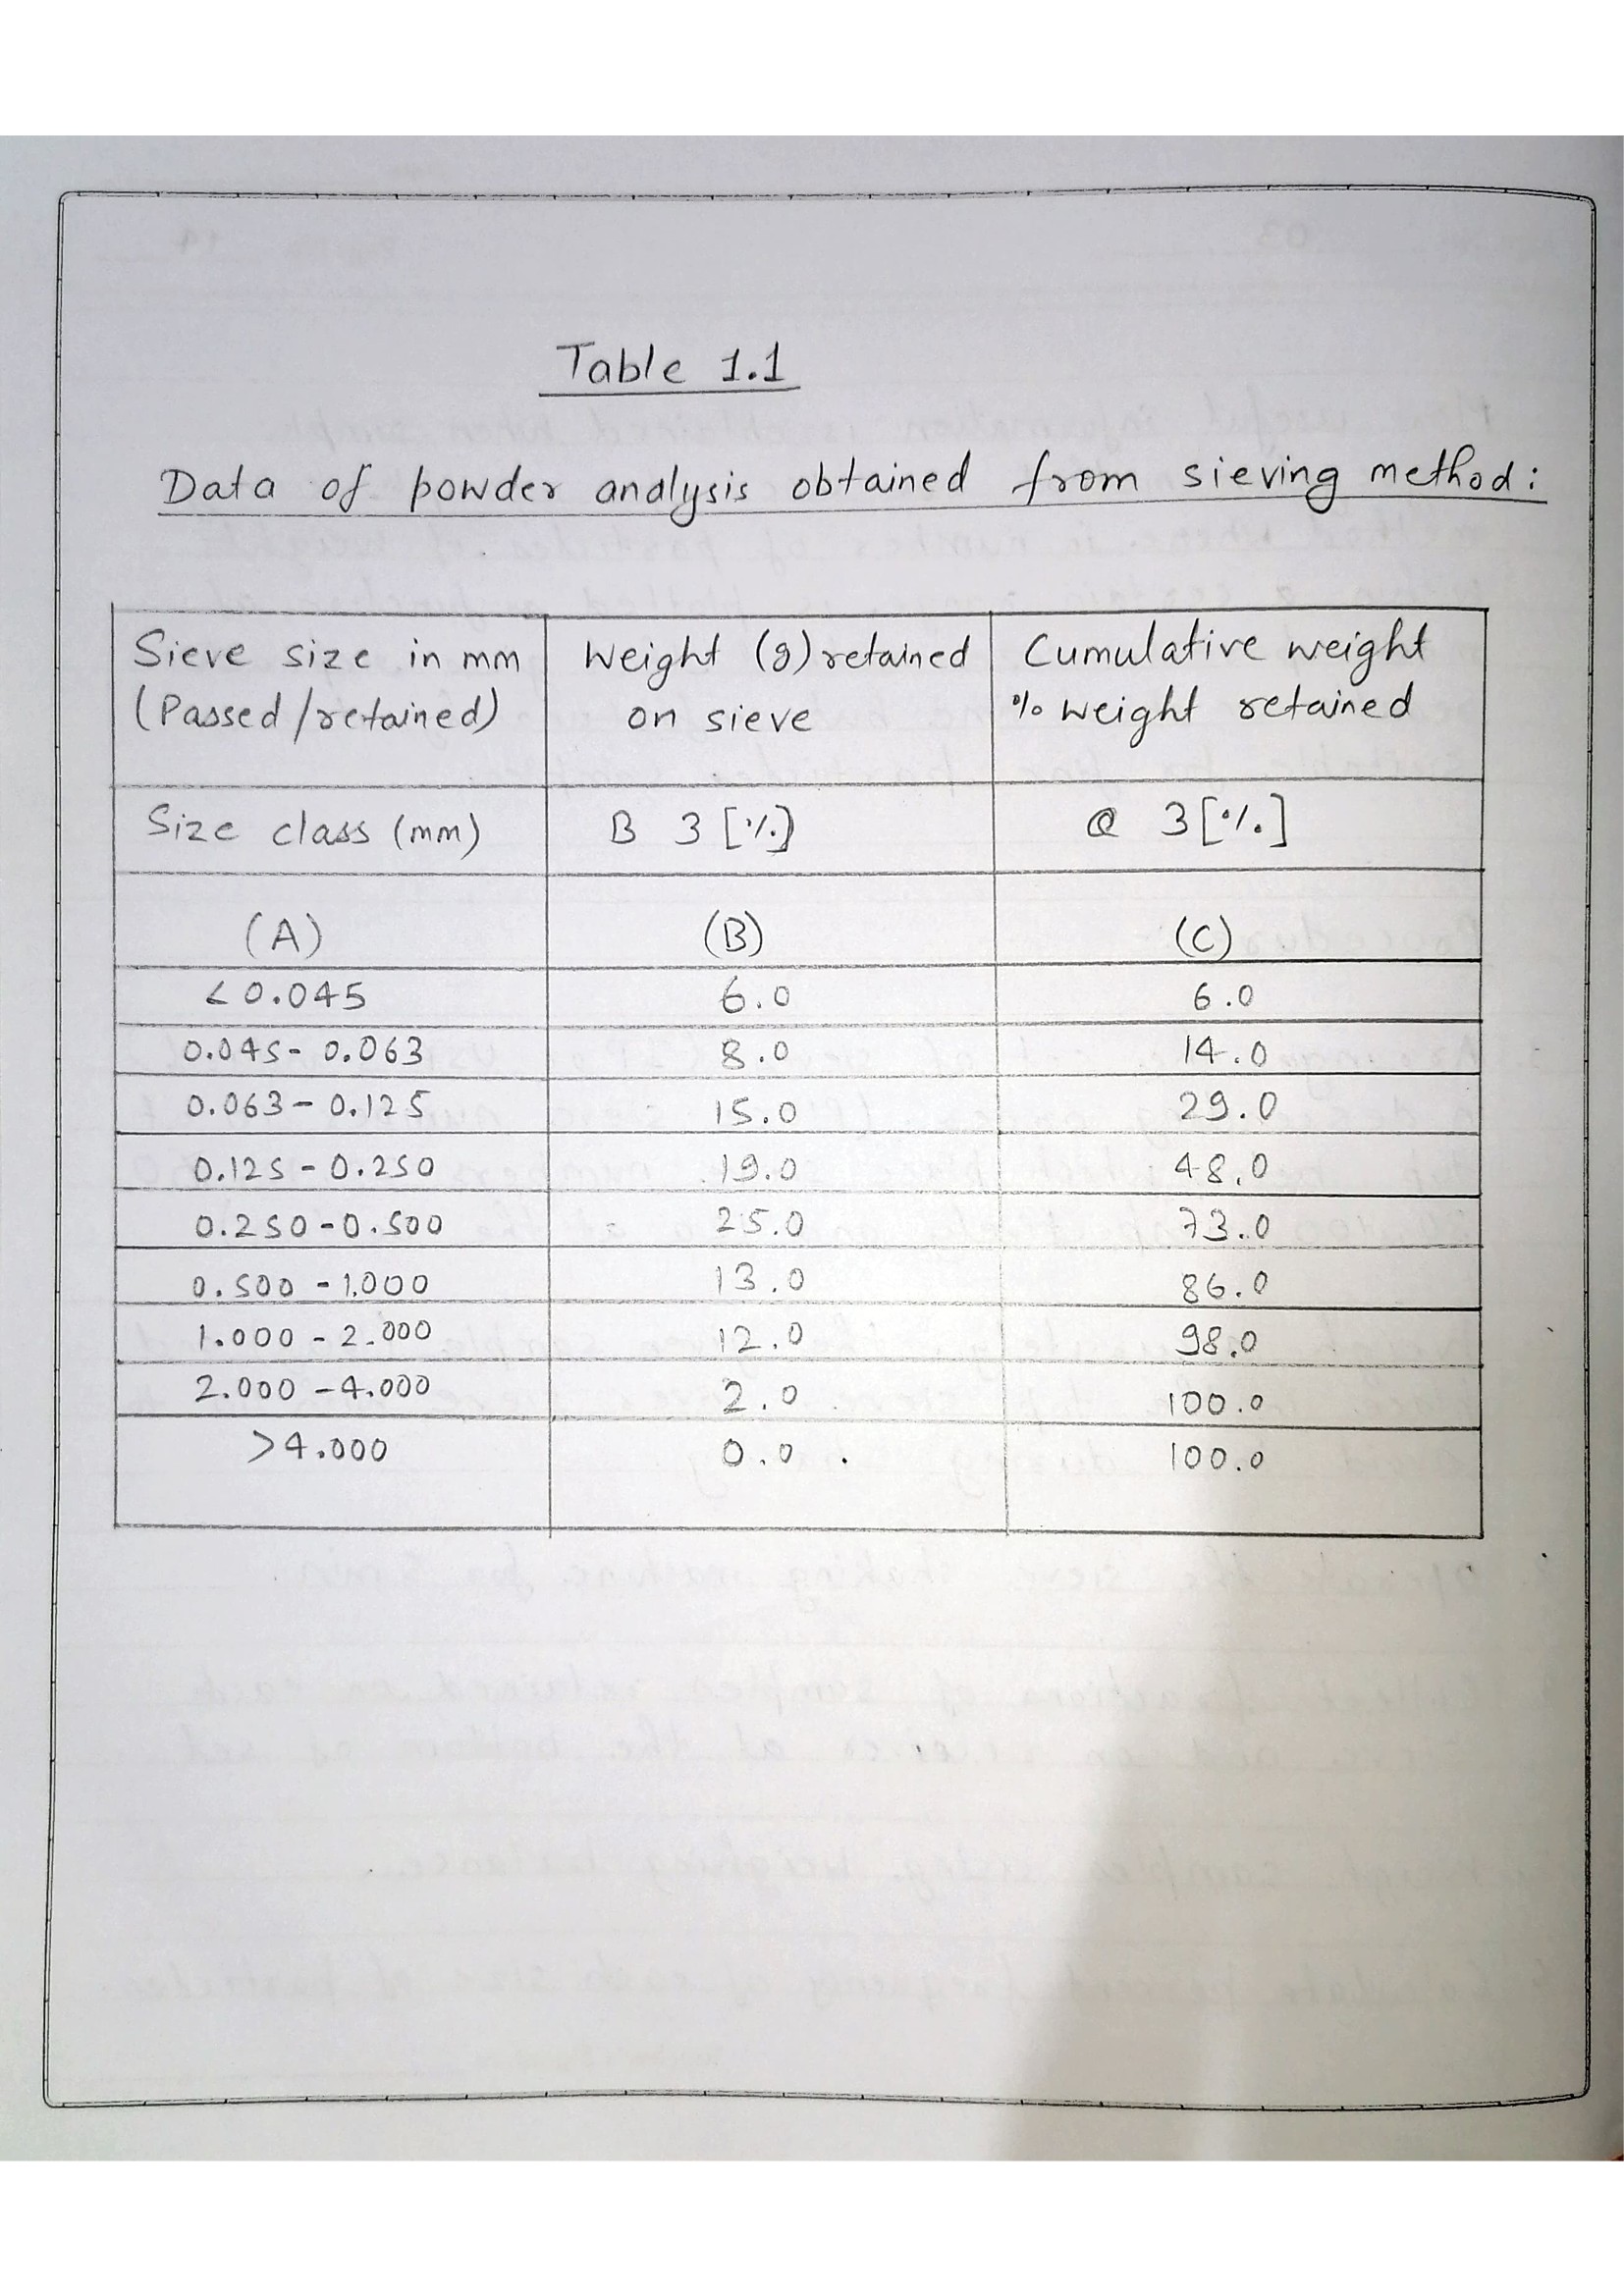 Table 1.1
Data of powder analysis obtained from sieving method:
Sieve size in mm Weight (g) retained Cumulative weight
(Passed/retained) on sieve % weight retained
Size class (mm) B 3 [%] Q 3 [%]
(A) (B) (C)
<0.045 6.0 6.0
0.045 - 0.063 8.0 14.0
0.063 - 0.125 15.0 29.0
0.125 - 0.250 19.0 48.0
0.250 - 0.500 25.0 73.0
0.500 - 1.000 13.0 86.0
1.000 - 2.000 12.0 98.0
2.000 - 4.000 2.0 100.0
>4.000 0.0 100.0